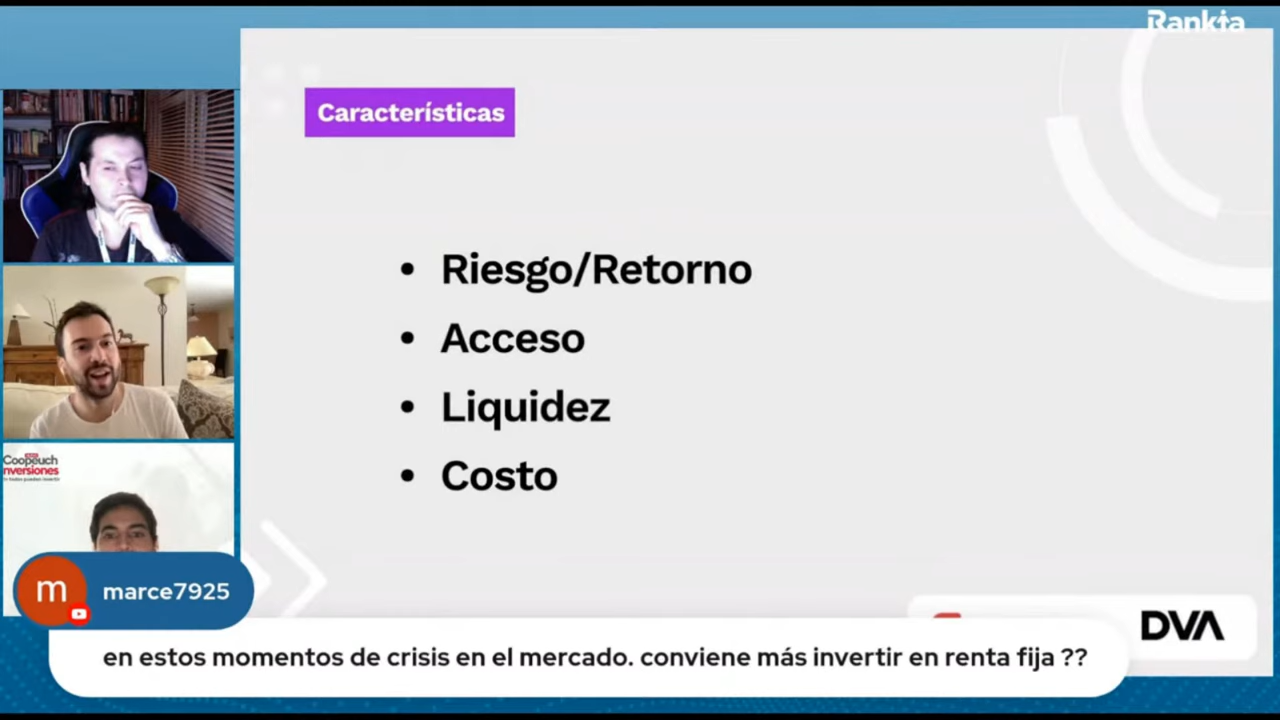 Rankia
Características
• Riesgo/Retorno
• Acceso
• Liquidez
• Costo
Coopeuch
nversiones
m
marce7925
DVA
en estos momentos de crisis en el mercado. conviene más invertir en renta fija ??